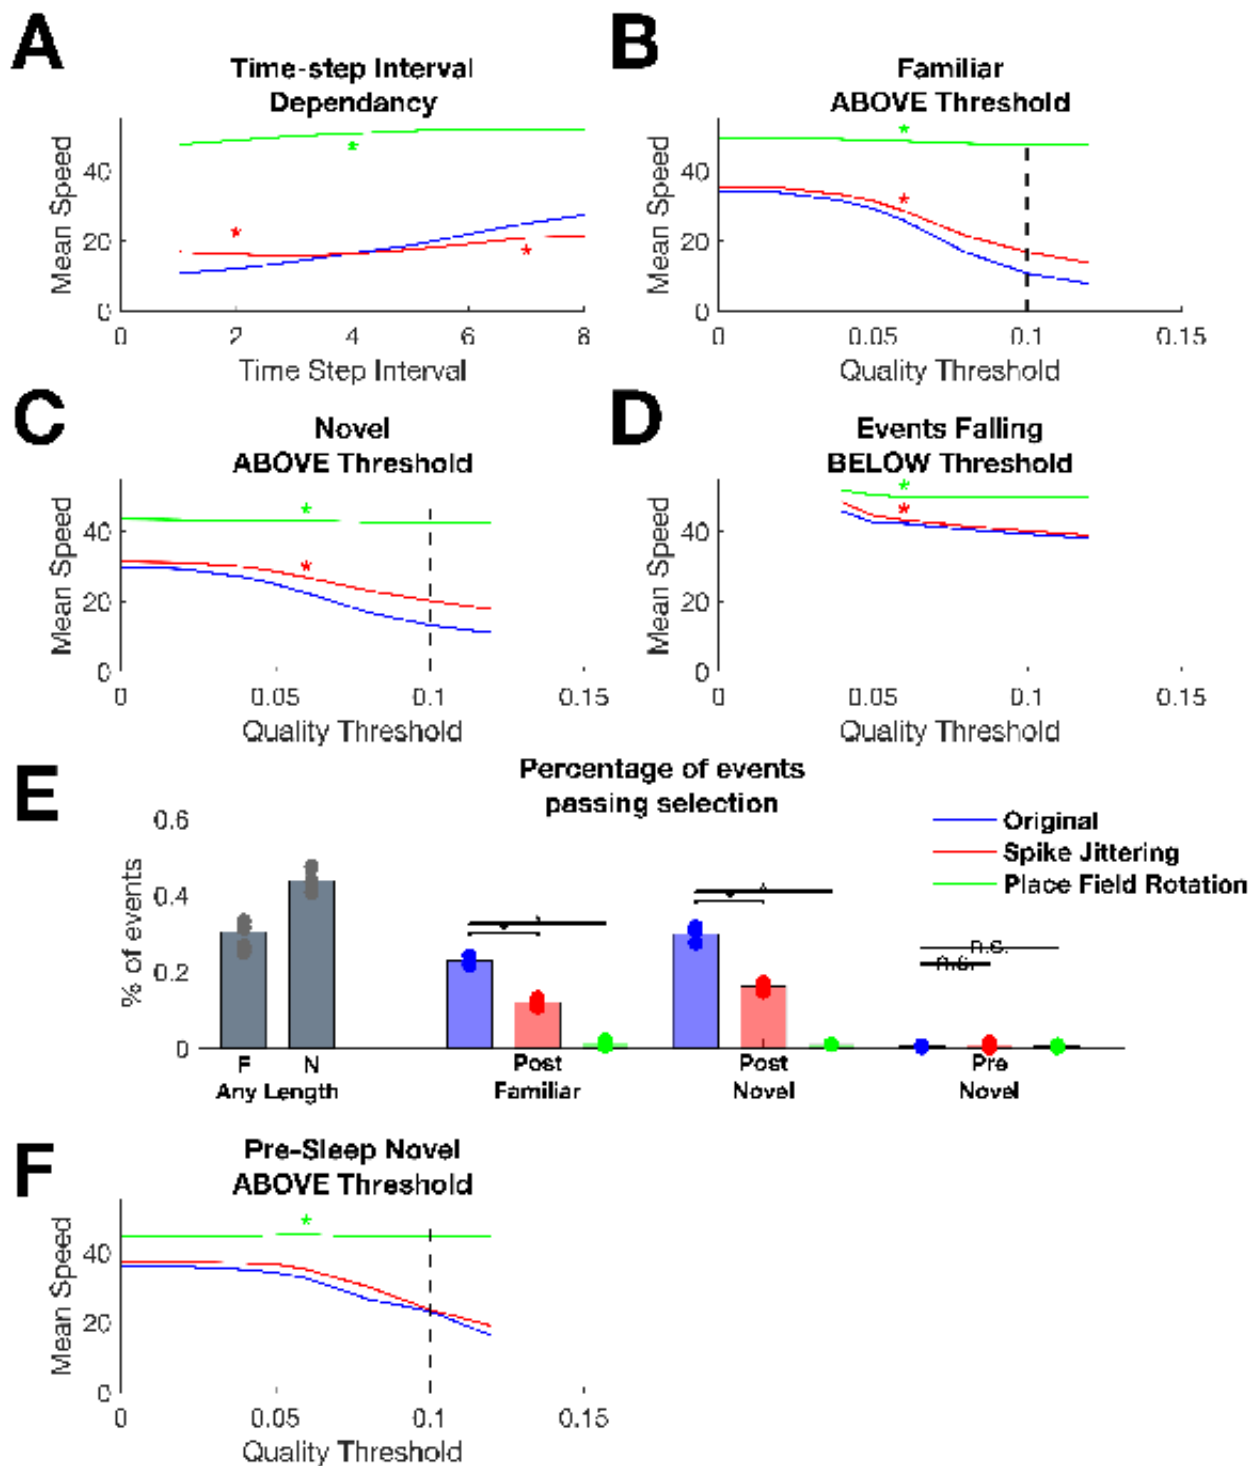 A
Time-step Interval
Dependancy
Mean Speed
40
20
0
0 2 4 6 8
Time Step Interval
B
Familiar
ABOVE Threshold
Mean Speed
40
20
0
0 0.05 0.1 0.15
Quality Threshold
C
Novel
ABOVE Threshold
Mean Speed
40
20
0
0 0.05 0.1 0.15
Quality Threshold
D
Events Falling
BELOW Threshold
Mean Speed
40
20
0
0 0.05 0.1 0.15
Quality Threshold
E
Percentage of events
passing selection
% of events
0.6
0.4
0.2
0
Original
Spike Jittering
Place Field Rotation
n.s.
n.s.
F N
Any Length
Post
Familiar
Post
Novel
Pre
Novel
F
Pre-Sleep Novel
ABOVE Threshold
Mean Speed
40
20
0
0 0.05 0.1 0.15
Quality Threshold